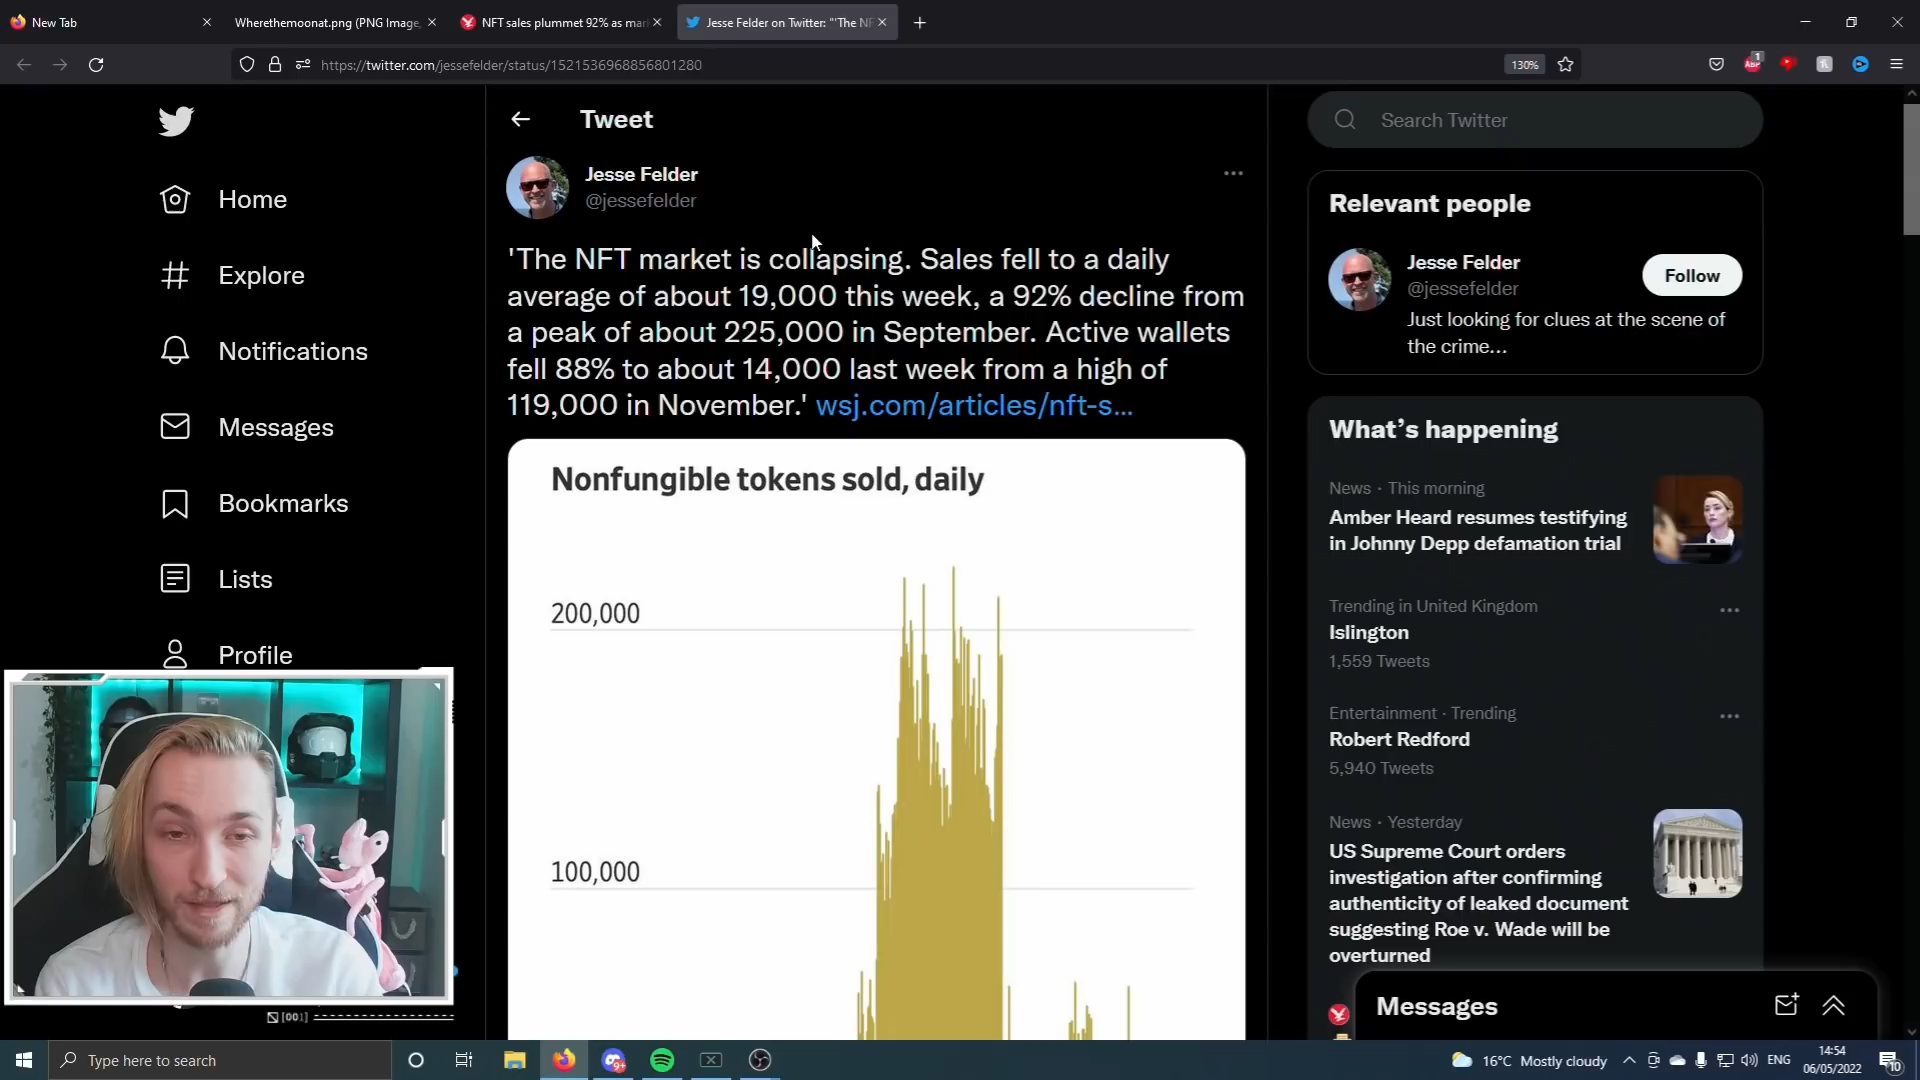 New Tab
Wherethemoonat.png (PNG Image,
NFT sales plummet 92% as mar
Jesse Felder on Twitter: "'The NF
https://twitter.com/jessefelder/status/1521536968856801280
130%
ABP
1
Tweet
Search Twitter
Home
Explore
Notifications
Messages
Bookmarks
Lists
Profile
Jesse Felder
@jessefelder
'The NFT market is collapsing. Sales fell to a daily
average of about 19,000 this week, a 92% decline from
a peak of about 225,000 in September. Active wallets
fell 88% to about 14,000 last week from a high of
119,000 in November.' wsj.com/articles/nft-s...
Nonfungible tokens sold, daily
200,000
100,000
Relevant people
Jesse Felder
@jessefelder
Follow
Just looking for clues at the scene of
the crime...
What's happening
News · This morning
Amber Heard resumes testifying
in Johnny Depp defamation trial
Trending in United Kingdom
Islington
1,559 Tweets
Entertainment · Trending
Robert Redford
5,940 Tweets
News · Yesterday
US Supreme Court orders
investigation after confirming
authenticity of leaked document
suggesting Roe v. Wade will be
overturned
Messages
[001]
Type here to search
9+
16°C Mostly cloudy
ENG
14:54
06/05/2022
10